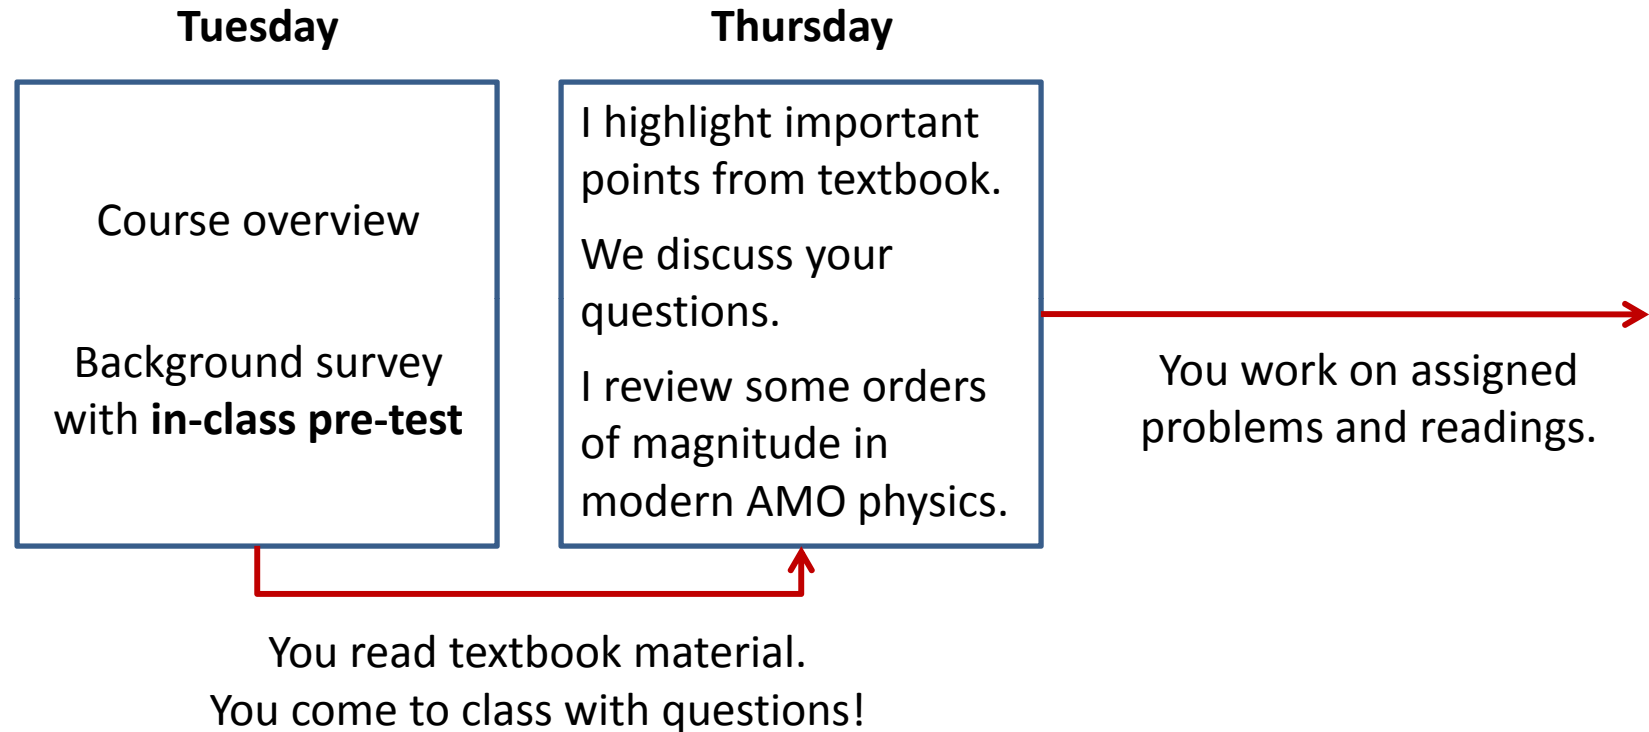 Tuesday
Thursday
Course overview
Background survey
with in-class pre-test
I highlight important
points from textbook.
We discuss your
questions.
I review some orders
of magnitude in
modern AMO physics.
You work on assigned
problems and readings.
You read textbook material.
You come to class with questions!